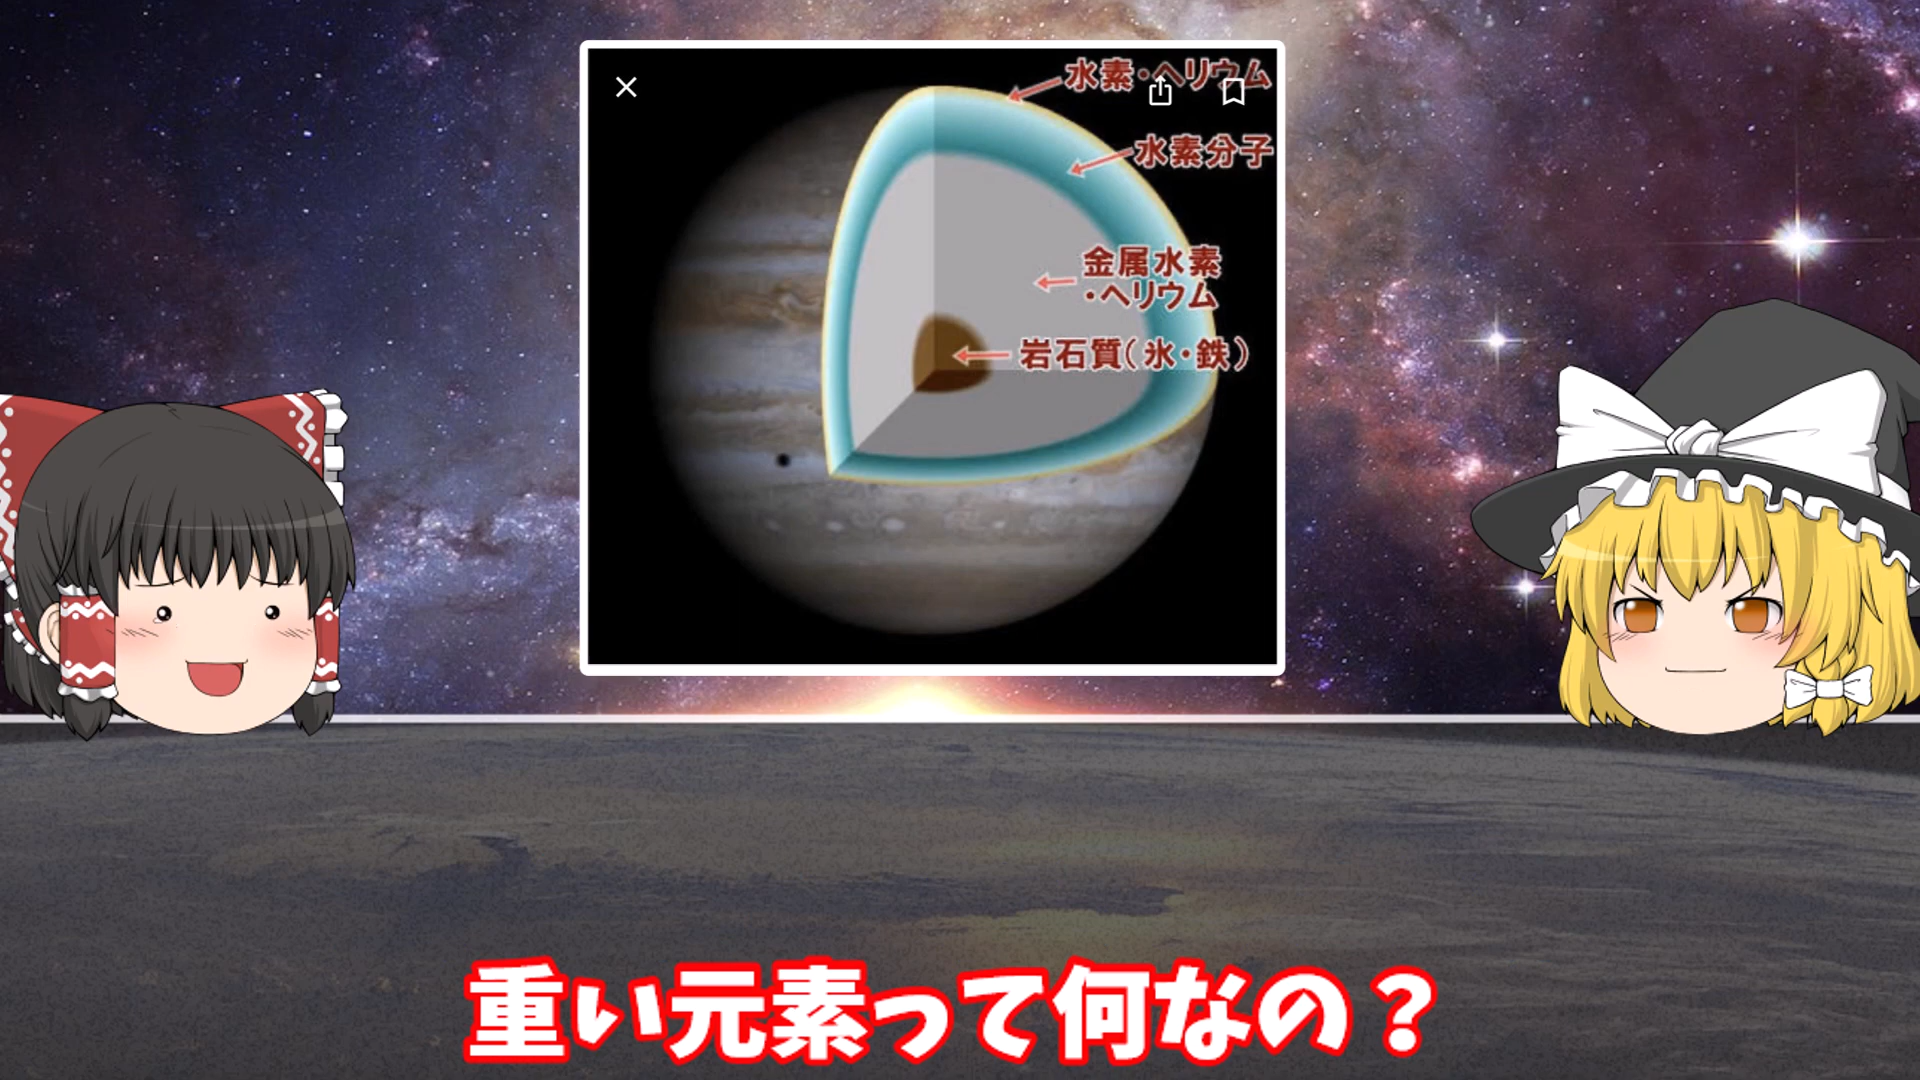 水素・ヘリウム
水素分子
金属水素
・ヘリウム
岩石質(氷・鉄)
重い元素って何なの?